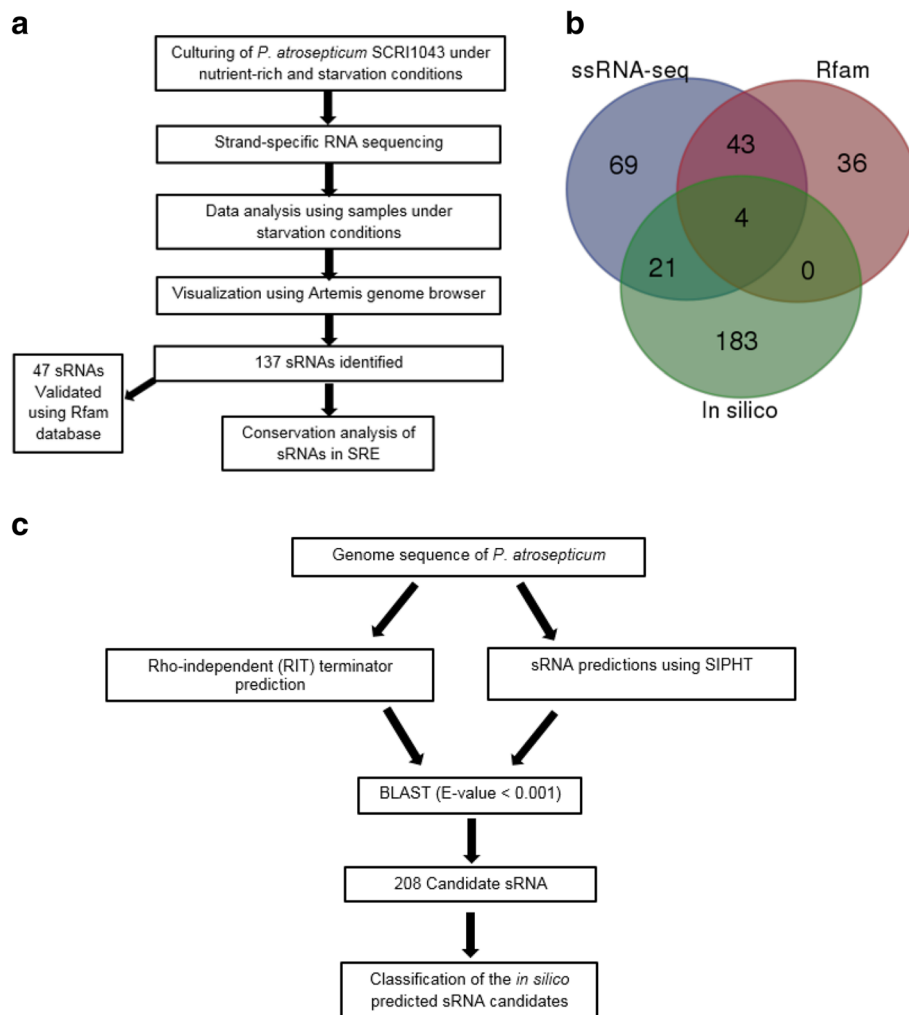 a
Culturing of P. atrosepticum SCRI1043 under
nutrient-rich and starvation conditions
Strand-specific RNA sequencing
Data analysis using samples under
starvation conditions
Visualization using Artemis genome browser
137 sRNAs identified
47 sRNAs
Validated
using Rfam
database
Conservation analysis of
sRNAs in SRE
b
ssRNA-seq
Rfam
69
43
36
4
21
0
183
In silico
c
Genome sequence of P. atrosepticum
Rho-independent (RIT) terminator
prediction
sRNA predictions using SIPHT
BLAST (E-value < 0.001)
208 Candidate sRNA
Classification of the in silico
predicted sRNA candidates